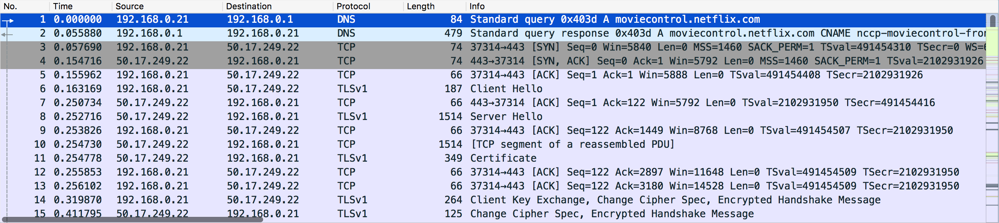 No. Time Source Destination Protocol Length Info
1 0.000000 192.168.0.21 192.168.0.1 DNS 84 Standard query 0x403d A moviecontrol.netflix.com
2 0.055880 192.168.0.1 192.168.0.21 DNS 479 Standard query response 0x403d A moviecontrol.netflix.com CNAME nccp-moviecontrol-fron
3 0.057690 192.168.0.21 50.17.249.22 TCP 74 37314→443 [SYN] Seq=0 Win=5840 Len=0 MSS=1460 SACK_PERM=1 TSval=491454310 TSecr=0 WS=6
4 0.154716 50.17.249.22 192.168.0.21 TCP 74 443→37314 [SYN, ACK] Seq=0 Ack=1 Win=5792 Len=0 MSS=1460 SACK_PERM=1 TSval=2102931926
5 0.155962 192.168.0.21 50.17.249.22 TCP 66 37314→443 [ACK] Seq=1 Ack=1 Win=5888 Len=0 TSval=491454408 TSecr=2102931926
6 0.163169 192.168.0.21 50.17.249.22 TLSv1 187 Client Hello
7 0.250734 50.17.249.22 192.168.0.21 TCP 66 443→37314 [ACK] Seq=1 Ack=122 Win=5792 Len=0 TSval=2102931950 TSecr=491454416
8 0.252716 50.17.249.22 192.168.0.21 TLSv1 1514 Server Hello
9 0.253826 192.168.0.21 50.17.249.22 TCP 66 37314→443 [ACK] Seq=122 Ack=1449 Win=8768 Len=0 TSval=491454507 TSecr=2102931950
10 0.254730 50.17.249.22 192.168.0.21 TCP 1514 [TCP segment of a reassembled PDU]
11 0.254778 50.17.249.22 192.168.0.21 TLSv1 349 Certificate
12 0.255853 192.168.0.21 50.17.249.22 TCP 66 37314→443 [ACK] Seq=122 Ack=2897 Win=11648 Len=0 TSval=491454509 TSecr=2102931950
13 0.256102 192.168.0.21 50.17.249.22 TCP 66 37314→443 [ACK] Seq=122 Ack=3180 Win=14528 Len=0 TSval=491454509 TSecr=2102931950
14 0.319870 192.168.0.21 50.17.249.22 TLSv1 264 Client Key Exchange, Change Cipher Spec, Encrypted Handshake Message
15 0.411795 50.17.249.22 192.168.0.21 TLSv1 125 Change Cipher Spec, Encrypted Handshake Message